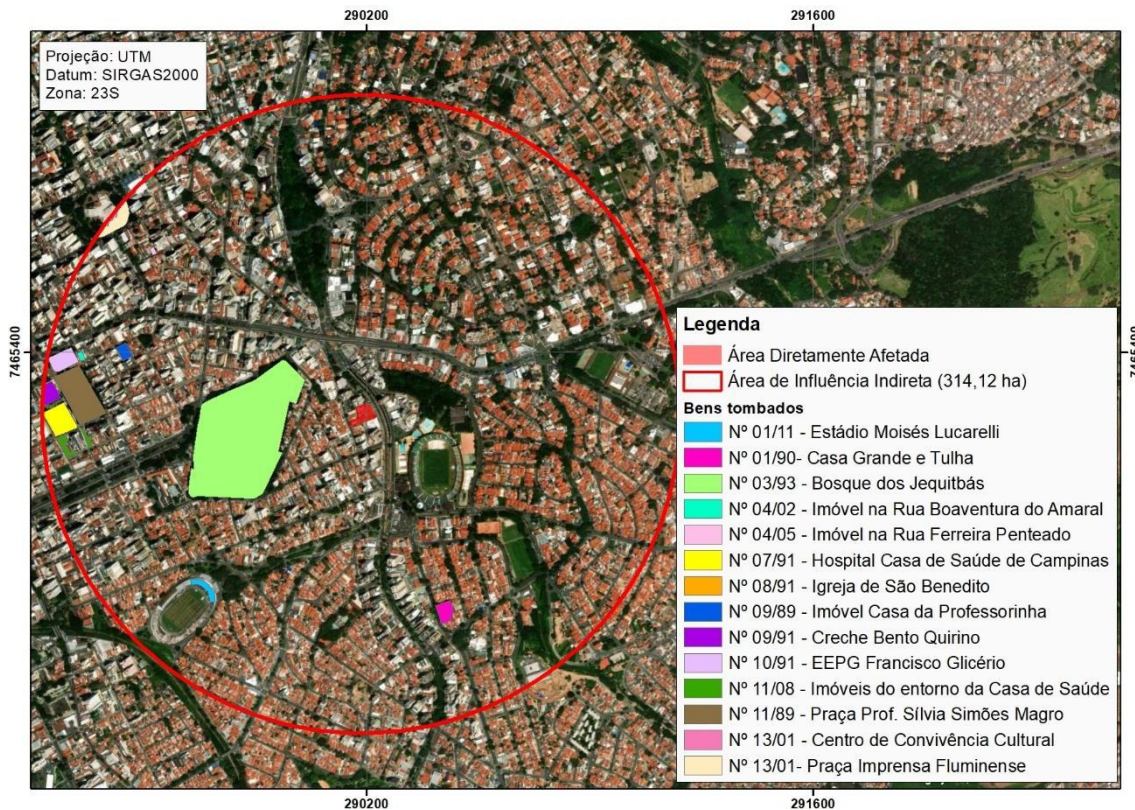 290200
291600
Projeção: UTM
Datum: SIRGAS2000
Zona: 23S
7465400
7465400
Legenda
Área Diretamente Afetada
Área de Influência Indireta (314,12 ha)
Bens tombados
Nº 01/11 - Estádio Moisés Lucarelli
Nº 01/90- Casa Grande e Tulha
Nº 03/93 - Bosque dos Jequitbás
Nº 04/02 - Imóvel na Rua Boaventura do Amaral
Nº 04/05 - Imóvel na Rua Ferreira Penteado
Nº 07/91 - Hospital Casa de Saúde de Campinas
Nº 08/91 - Igreja de São Benedito
Nº 09/89 - Imóvel Casa da Professorinha
Nº 09/91 - Creche Bento Quirino
Nº 10/91 - EEPG Francisco Glicério
Nº 11/08 - Imóveis do entorno da Casa de Saúde
Nº 11/89 - Praça Prof. Sílvia Simões Magro
Nº 13/01 - Centro de Convivência Cultural
Nº 13/01- Praça Imprensa Fluminense
290200
291600